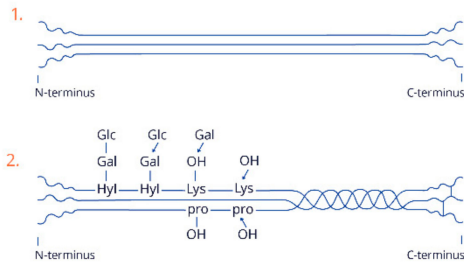 1.
N-terminus C-terminus
Glc Glc Gal
2. Gal Gal OH OH
Hyl Hyl Lys Lys
pro pro
OH OH
N-terminus C-terminus